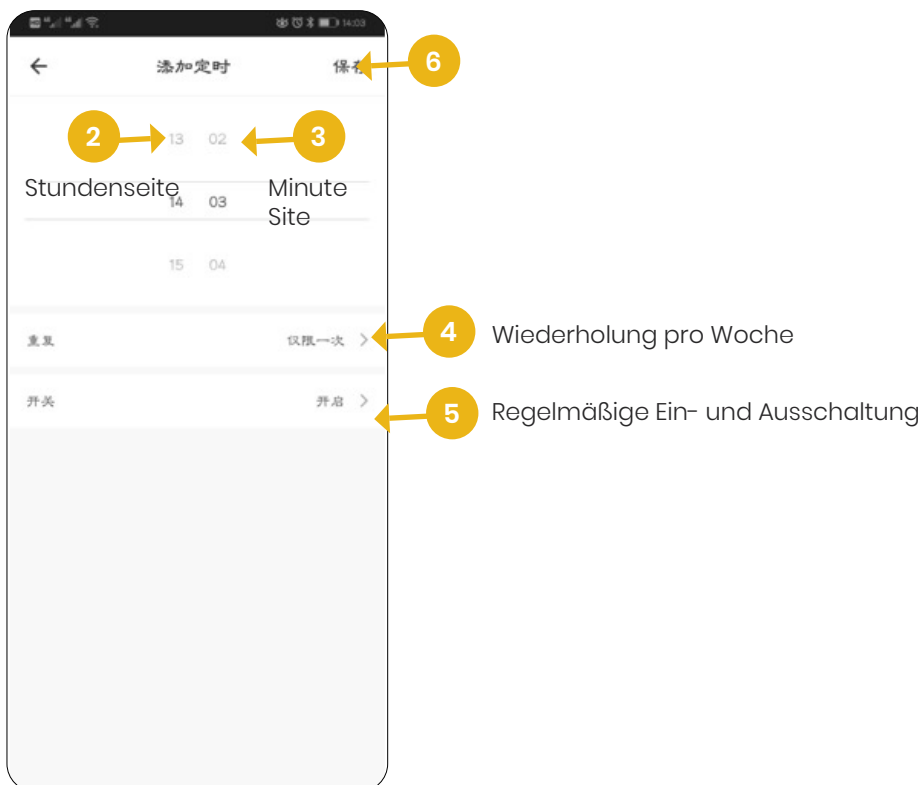 14:03
添加定时
保存
6
2
13 02
3
Stundenseite
14 03
Minute
Site
15 04
重复
仅限一次
4
Wiederholung pro Woche
开关
开启
5
Regelmäßige Ein- und Ausschaltung